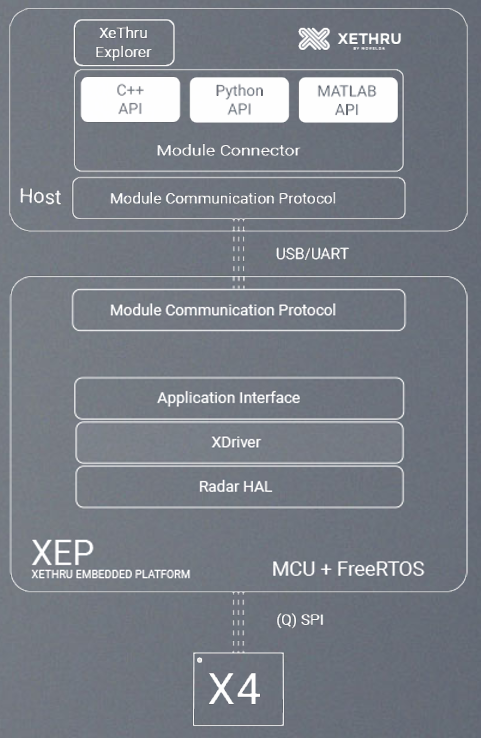 XeThru
Explorer
XETHRU
BY NOVELDA
C++
API
Python
API
MATLAB
API
Module Connector
Host
Module Communication Protocol
USB/UART
Module Communication Protocol
Application Interface
XDriver
Radar HAL
XEP
XETHRU EMBEDDED PLATFORM
MCU + FreeRTOS
(Q) SPI
X4